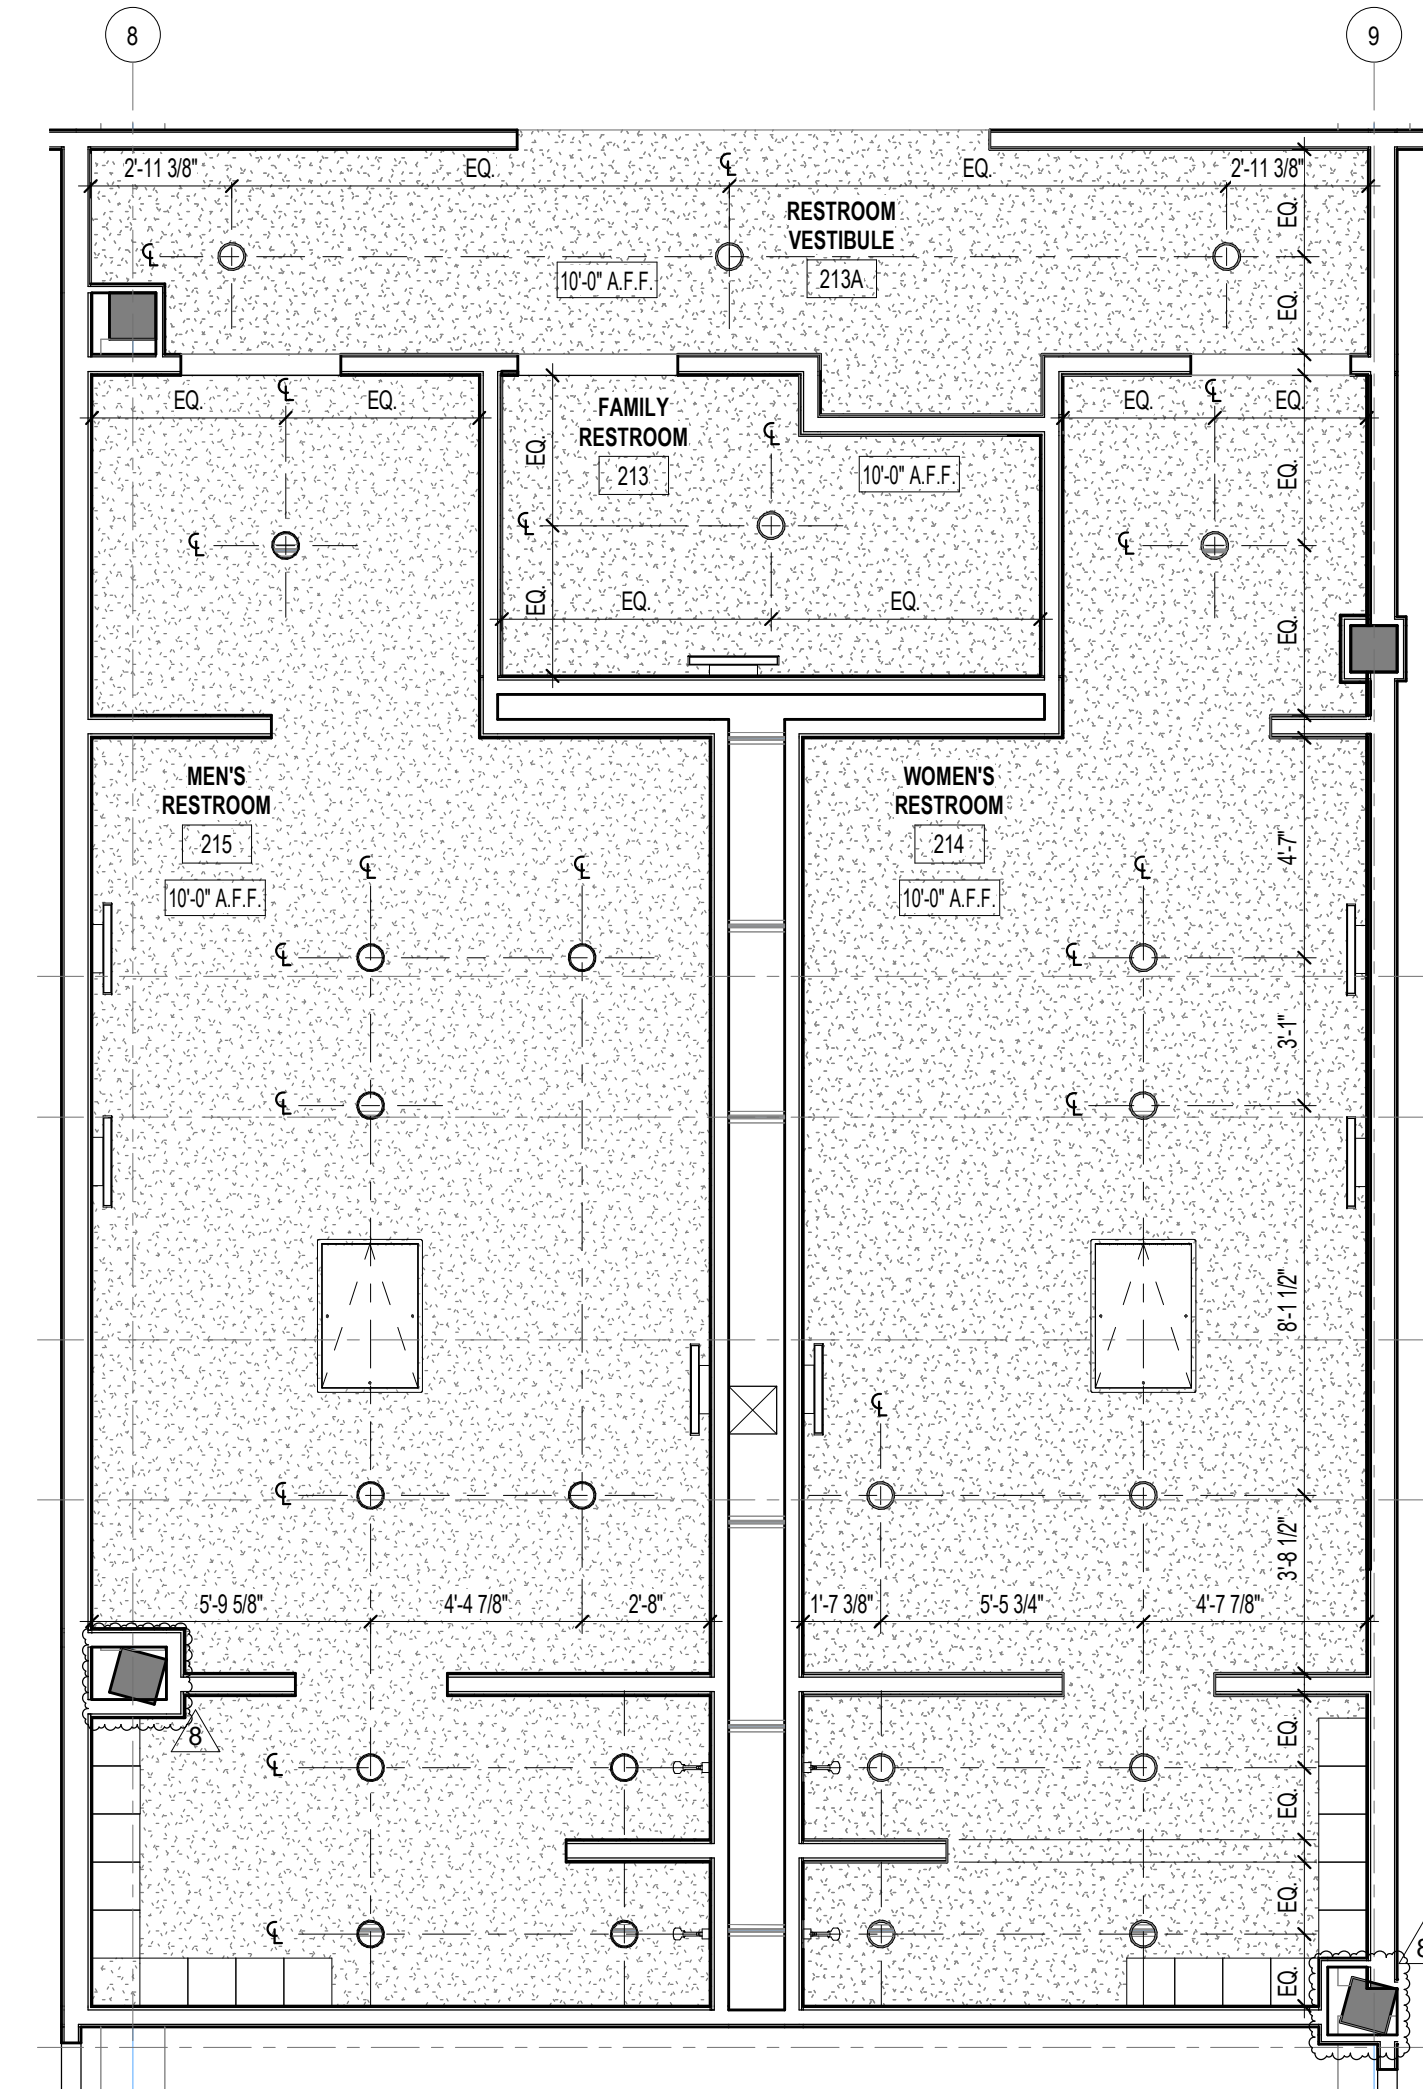 8
9
2'-11 3/8"
EQ.
℄
EQ.
2'-11 3/8"
RESTROOM
VESTIBULE
213A
EQ.
℄
10'-0" A.F.F.
EQ.
EQ.
℄
EQ.
FAMILY
RESTROOM
213
EQ.
℄
10'-0" A.F.F.
EQ.
℄
EQ.
EQ.
℄
℄
℄
EQ.
EQ.
EQ.
EQ.
MEN'S
RESTROOM
215
10'-0" A.F.F.
WOMEN'S
RESTROOM
214
10'-0" A.F.F.
4'-7"
℄
℄
℄
℄
℄
3'-1"
℄
℄
8'-1 1/2"
℄
℄
3'-8 1/2"
5'-9 5/8"
4'-4 7/8"
2'-8"
1'-7 3/8"
5'-5 3/4"
4'-7 7/8"
8
℄
EQ.
EQ.
℄
EQ.
8
EQ.